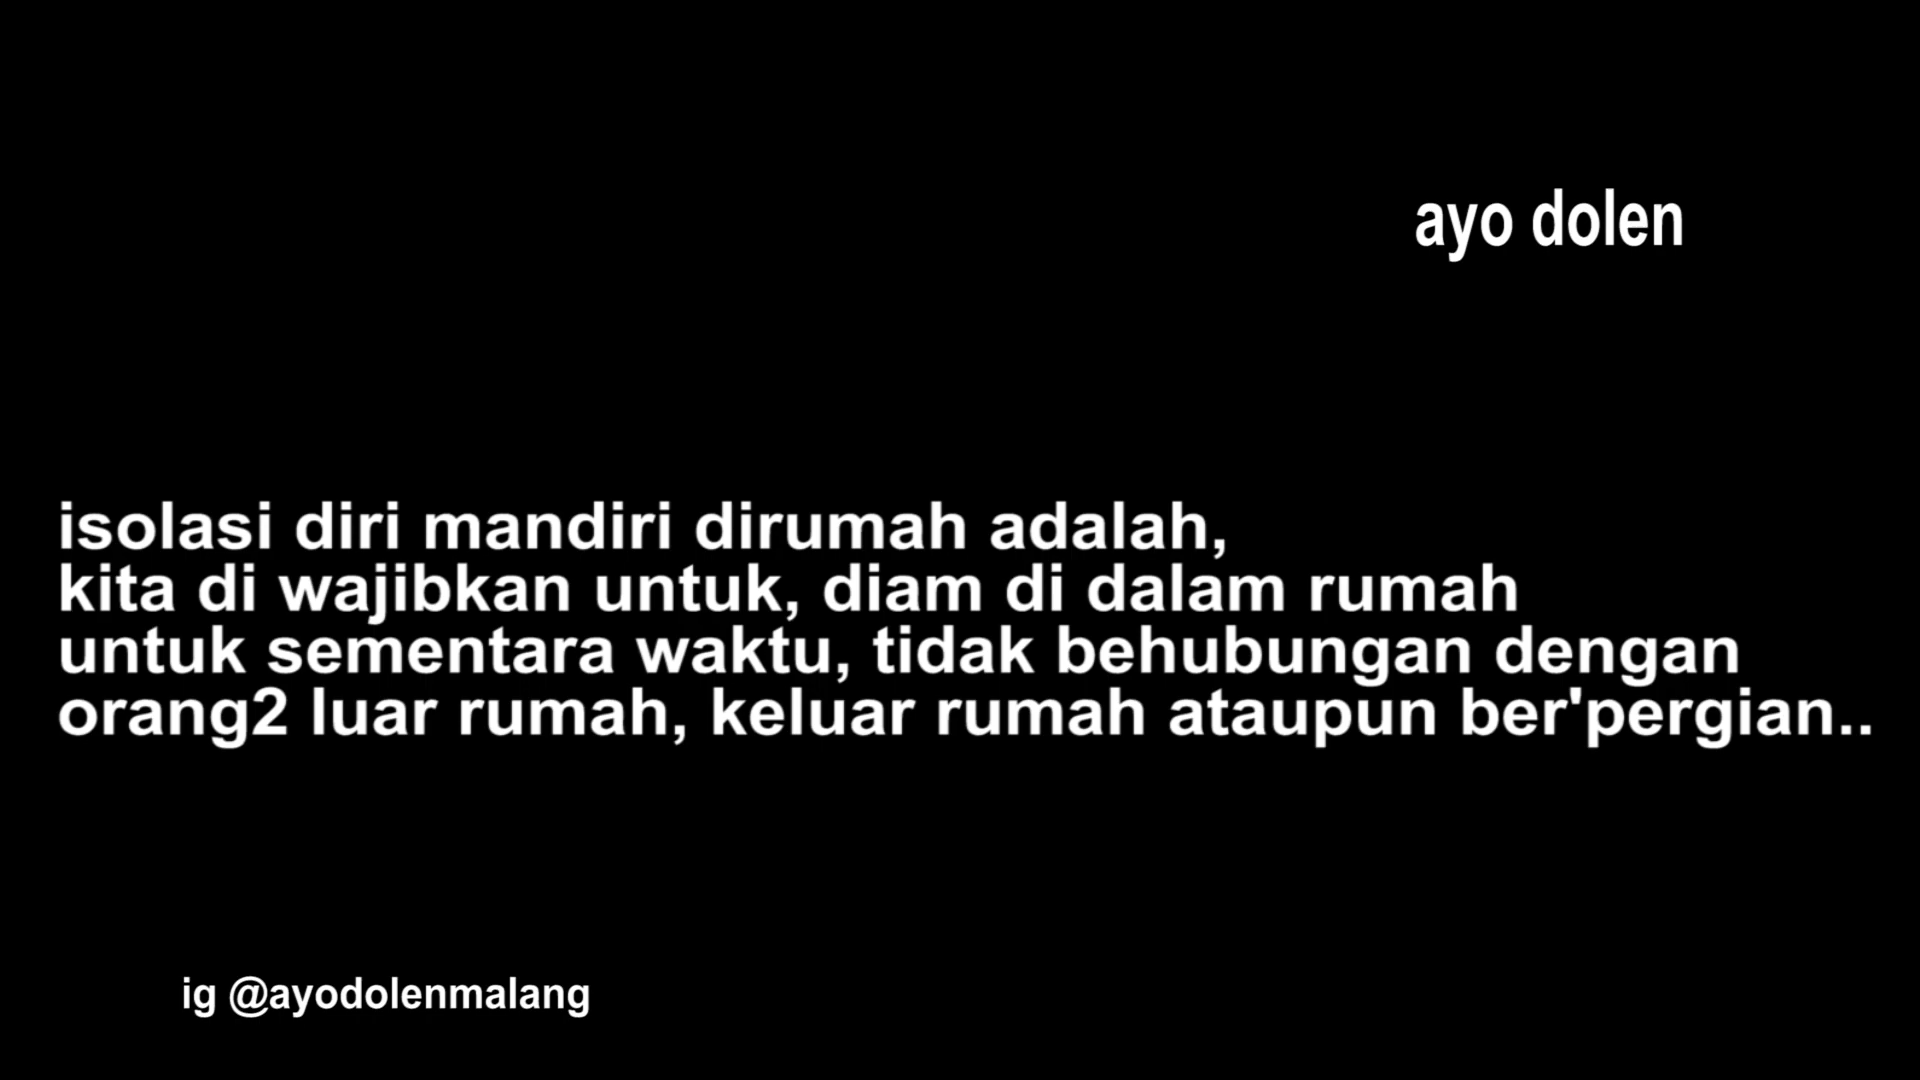 ayo dolen
isolasi diri mandiri dirumah adalah,
kita di wajibkan untuk, diam di dalam rumah
untuk sementara waktu, tidak behubungan dengan
orang2 luar rumah, keluar rumah ataupun ber'pergian..
ig @ayodolenmalang